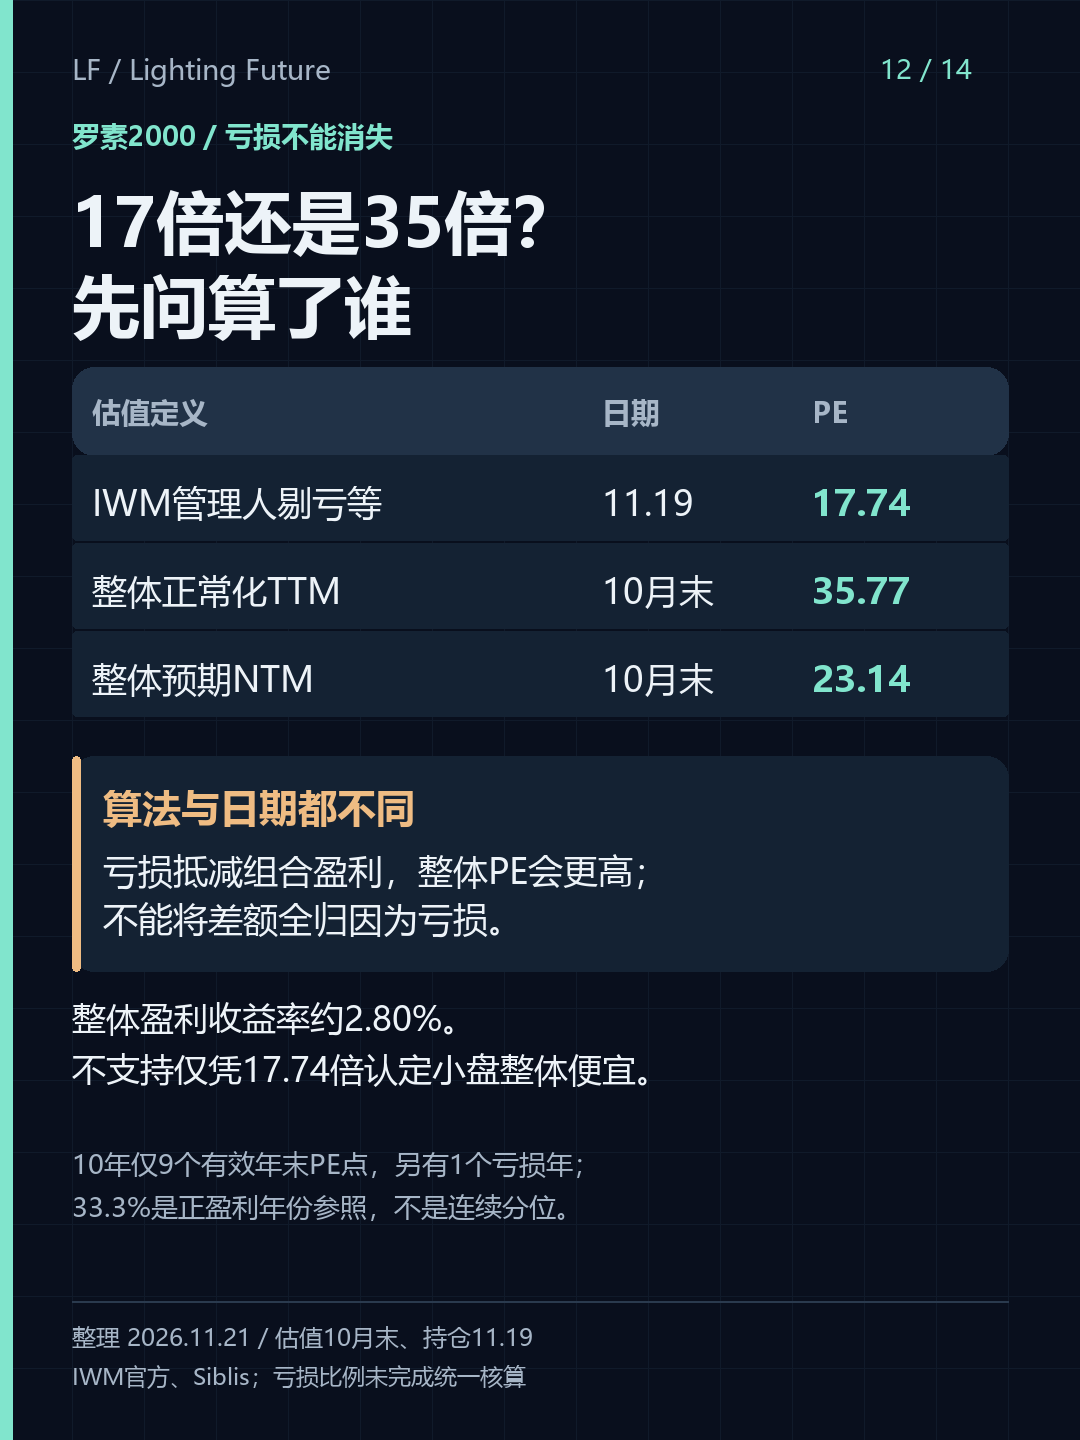 LF / Lighting Future
12 / 14
罗素2000 / 亏损不能消失
17倍还是35倍?
先问算了谁
估值定义 日期 PE
IWM管理人剔亏等 11.19 17.74
整体正常化TTM 10月末 35.77
整体预期NTM 10月末 23.14
算法与日期都不同
亏损抵减组合盈利，整体PE会更高；
不能将差额全归因为亏损。
整体盈利收益率约2.80%。
不支持仅凭17.74倍认定小盘整体便宜。
10年仅9个有效年末PE点，另有1个亏损年；
33.3%是正盈利年份参照，不是连续分位。
整理 2026.11.21 / 估值10月末、持仓11.19
IWM官方、Siblis；亏损比例未完成统一核算